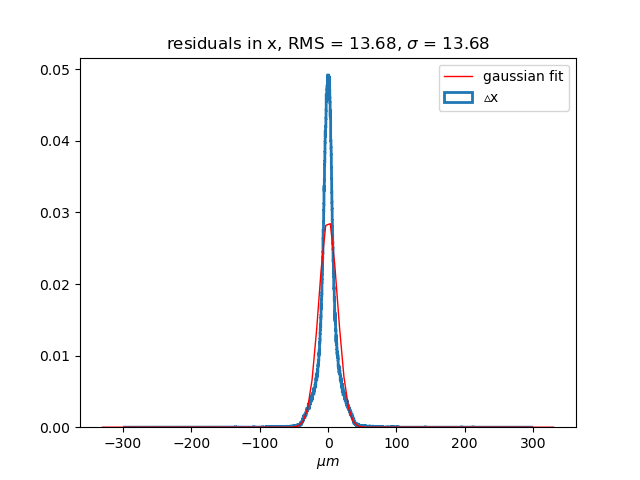 residuals in x, RMS = 13.68, σ = 13.68
gaussian fit
△x
0.05
0.04
0.03
0.02
0.01
0.00
−300 −200 −100 0 100 200 300
μm